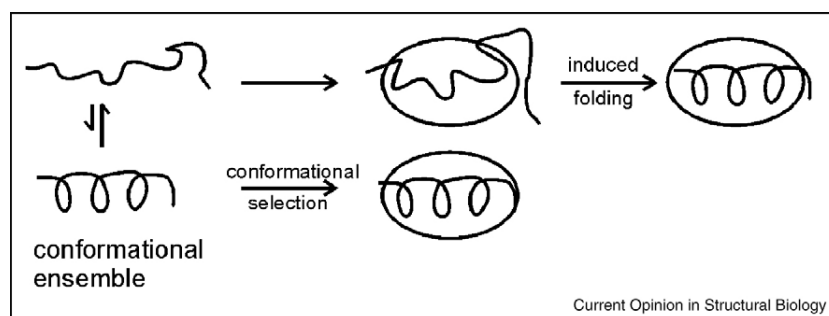 induced
folding
conformational
selection
conformational
ensemble
Current Opinion in Structural Biology